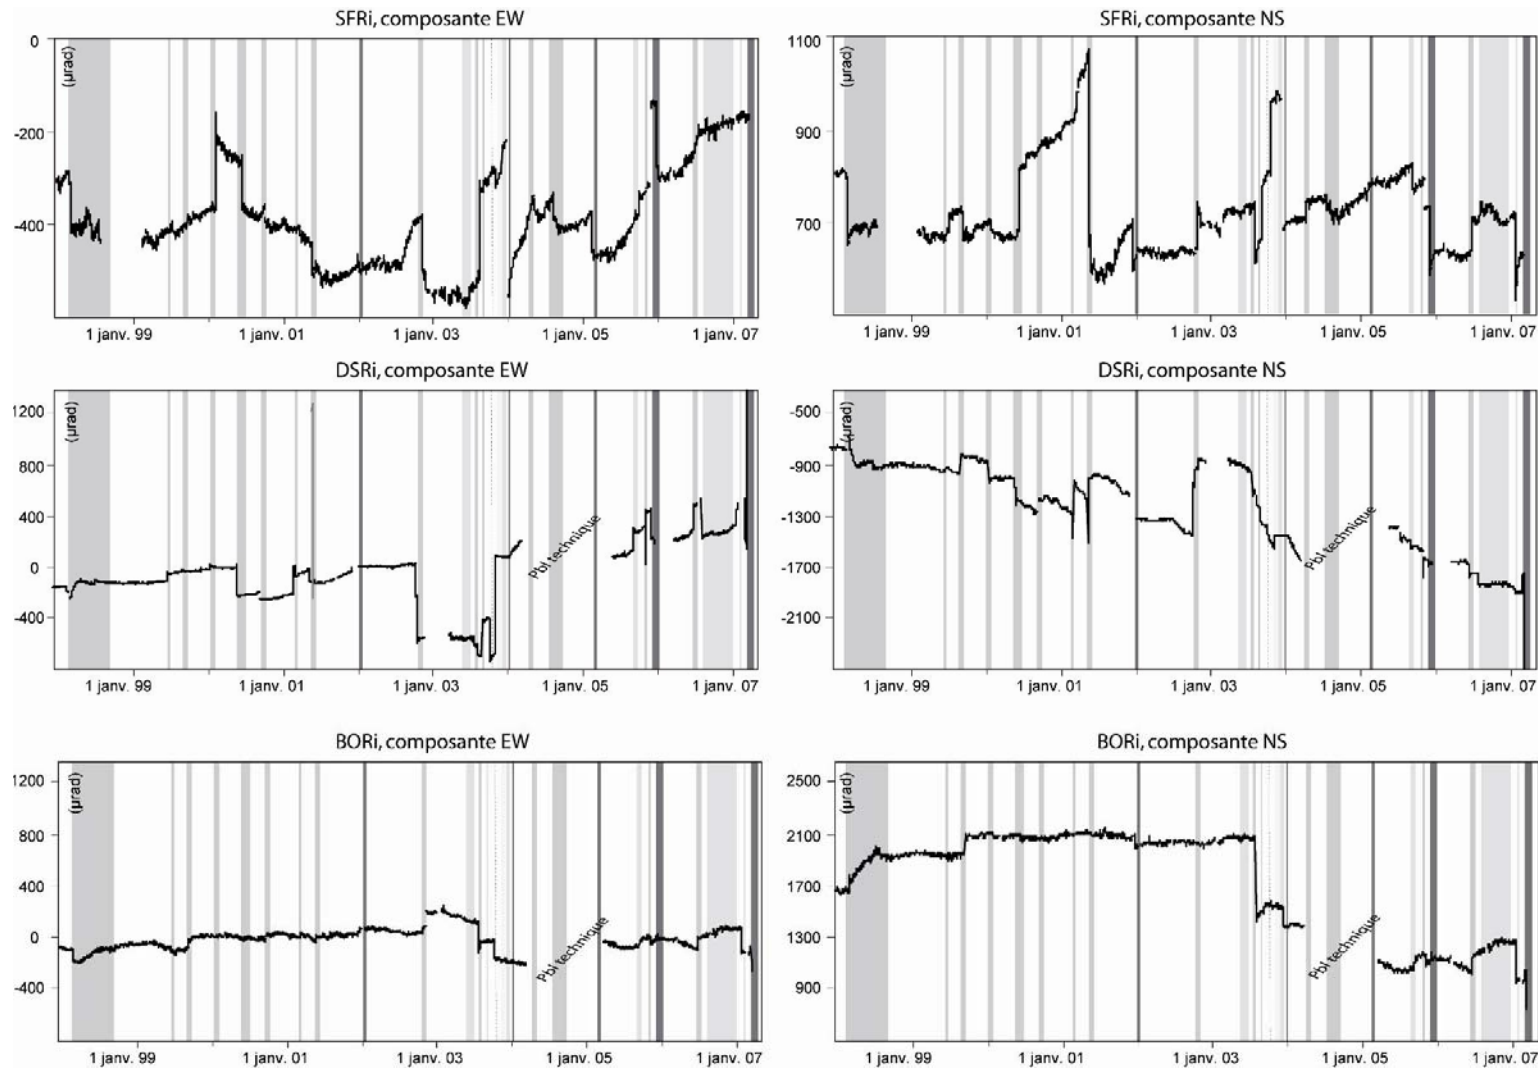 SFRi, composante EW
SFRi, composante NS
(µrad)
0
-200
-400
1 janv. 99
1 janv. 01
1 janv. 03
1 janv. 05
1 janv. 07
(µrad)
1100
900
700
1 janv. 99
1 janv. 01
1 janv. 03
1 janv. 05
1 janv. 07
DSRi, composante EW
DSRi, composante NS
(µrad)
1200
800
400
0
-400
Pbl technique
1 janv. 99
1 janv. 01
1 janv. 03
1 janv. 05
1 janv. 07
(µrad)
-500
-900
-1300
-1700
-2100
Pbl technique
1 janv. 99
1 janv. 01
1 janv. 03
1 janv. 05
1 janv. 07
BORi, composante EW
BORi, composante NS
(µrad)
1200
800
400
0
-400
Pbl technique
1 janv. 99
1 janv. 01
1 janv. 03
1 janv. 05
1 janv. 07
(µrad)
2500
2100
1700
1300
900
Pbl technique
1 janv. 99
1 janv. 01
1 janv. 03
1 janv. 05
1 janv. 07